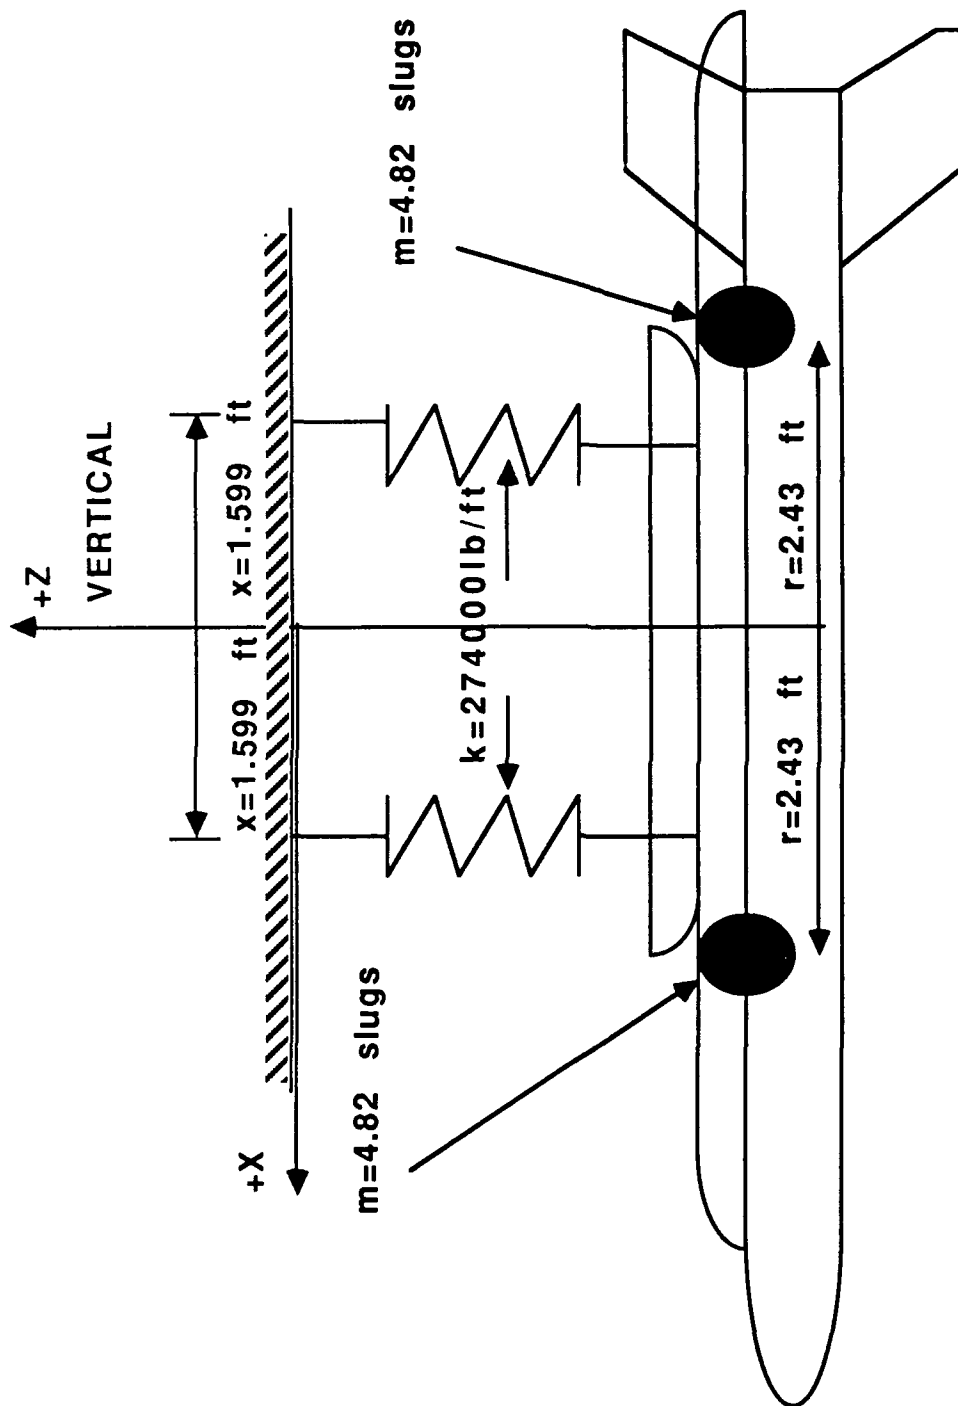 +Z
VERTICAL
x=1.599 ft
x=1.599 ft
+X
k=274000lb/ft
m=4.82 slugs
m=4.82 slugs
r=2.43 ft
r=2.43 ft